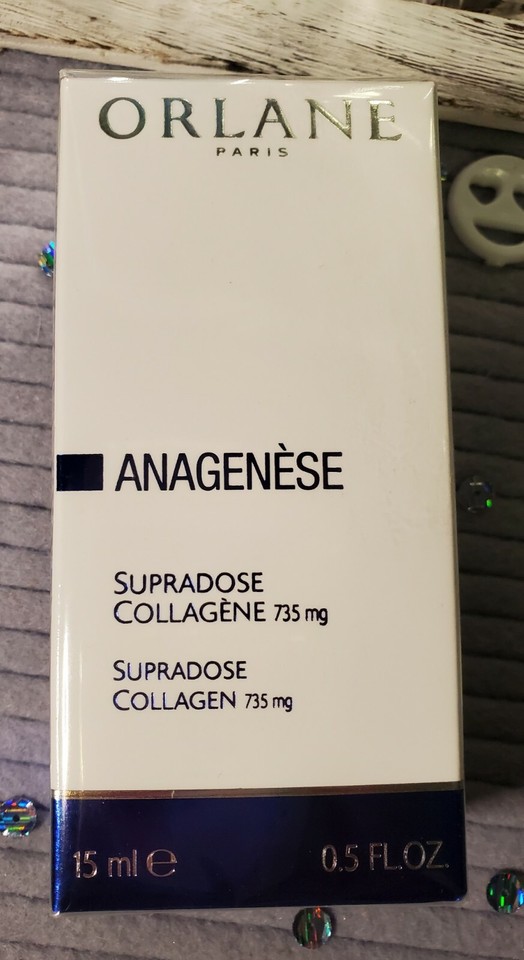 ORLANE
PARIS
ANAGENÈSE
SUPRADOSE
COLLAGÈNE 735 mg
SUPRADOSE
COLLAGEN 735 mg
15 ml ℮ 0.5 FL.OZ.